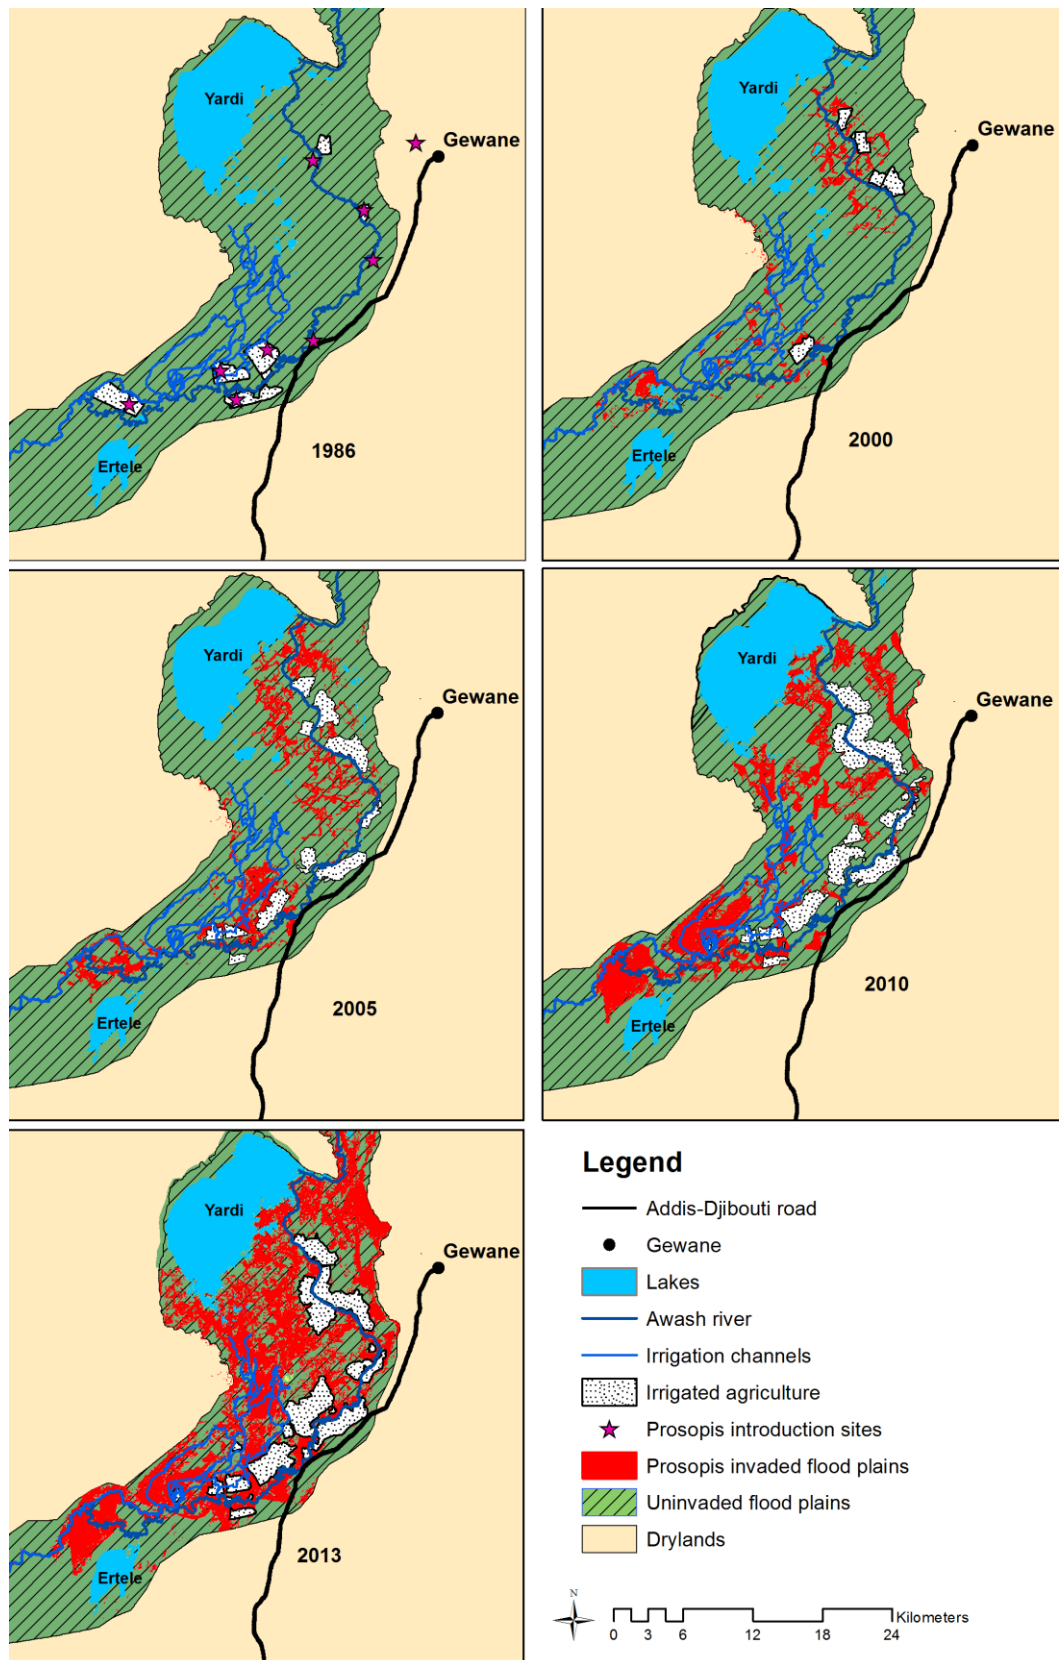 Yardi
Gewane
Ertele
1986
Yardi
Gewane
Ertele
2000
Yardi
Gewane
Ertele
2005
Yardi
Gewane
Ertele
2010
Yardi
Gewane
Ertele
2013
Legend
Addis-Djibouti road
Gewane
Lakes
Awash river
Irrigation channels
Irrigated agriculture
Prosopis introduction sites
Prosopis invaded flood plains
Uninvaded flood plains
Drylands
N
Kilometers
0 3 6 12 18 24